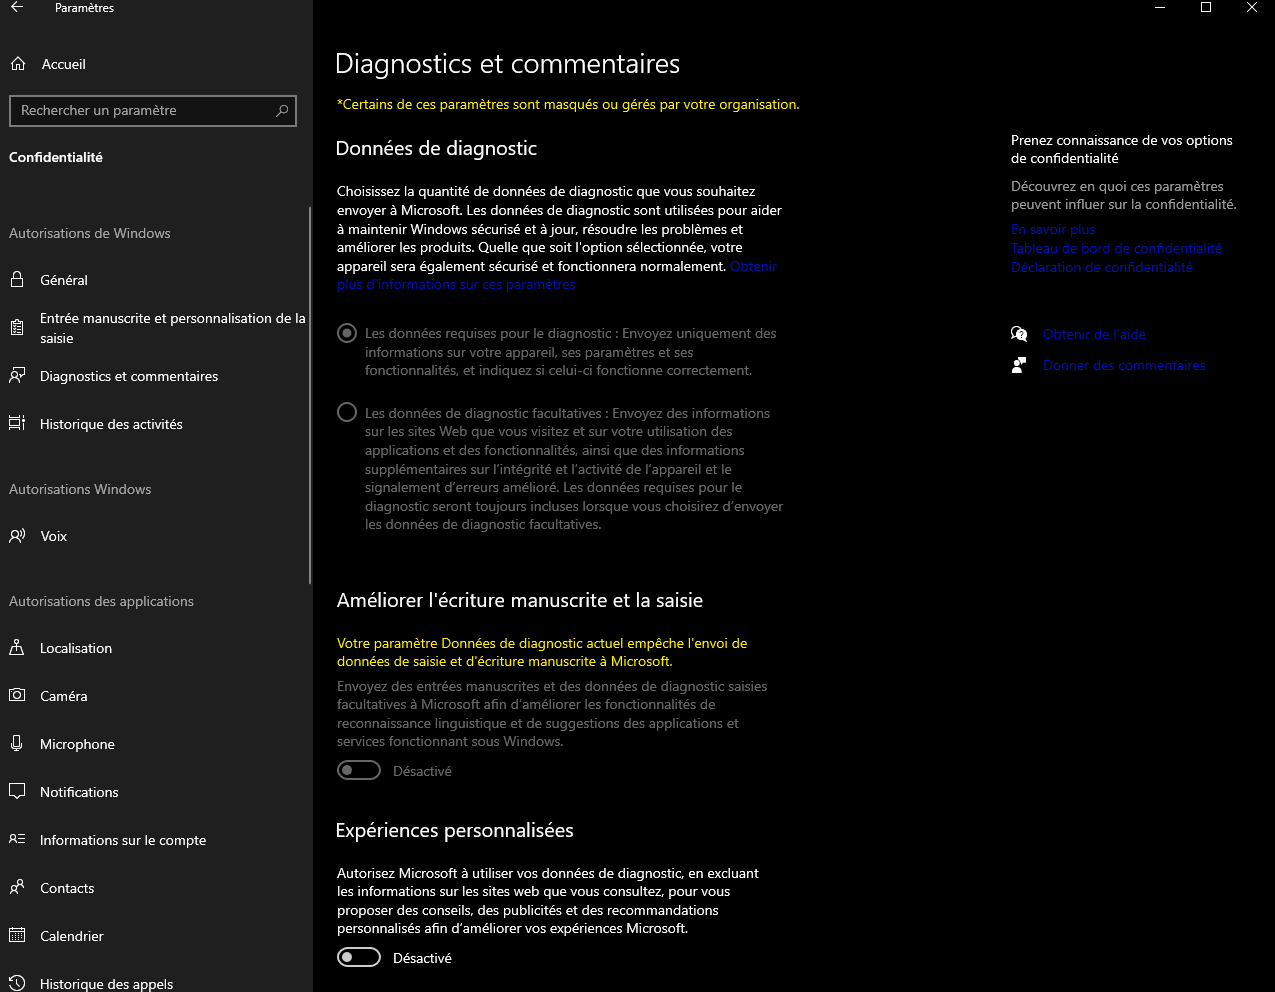 Paramètres
Accueil
Rechercher un paramètre
Confidentialité
Autorisations de Windows
Général
Entrée manuscrite et personnalisation de la
saisie
Diagnostics et commentaires
Historique des activités
Autorisations Windows
Voix
Autorisations des applications
Localisation
Caméra
Microphone
Notifications
Informations sur le compte
Contacts
Calendrier
Historique des appels
Diagnostics et commentaires
*Certains de ces paramètres sont masqués ou gérés par votre organisation.
Données de diagnostic
Choisissez la quantité de données de diagnostic que vous souhaitez
envoyer à Microsoft. Les données de diagnostic sont utilisées pour aider
à maintenir Windows sécurisé et à jour, résoudre les problèmes et
améliorer les produits. Quelle que soit l'option sélectionnée, votre
appareil sera également sécurisé et fonctionnera normalement. Obtenir
plus d'informations sur ces paramètres
Les données requises pour le diagnostic : Envoyez uniquement des
informations sur votre appareil, ses paramètres et ses
fonctionnalités, et indiquez si celui-ci fonctionne correctement.
Les données de diagnostic facultatives : Envoyez des informations
sur les sites Web que vous visitez et sur votre utilisation des
applications et des fonctionnalités, ainsi que des informations
supplémentaires sur l’intégrité et l’activité de l’appareil et le
signalement d’erreurs amélioré. Les données requises pour le
diagnostic seront toujours incluses lorsque vous choisirez d’envoyer
les données de diagnostic facultatives.
Améliorer l'écriture manuscrite et la saisie
Votre paramètre Données de diagnostic actuel empêche l'envoi de
données de saisie et d'écriture manuscrite à Microsoft.
Envoyez des entrées manuscrites et des données de diagnostic saisies
facultatives à Microsoft afin d’améliorer les fonctionnalités de
reconnaissance linguistique et de suggestions des applications et
services fonctionnant sous Windows.
Désactivé
Expériences personnalisées
Autorisez Microsoft à utiliser vos données de diagnostic, en excluant
les informations sur les sites web que vous consultez, pour vous
proposer des conseils, des publicités et des recommandations
personnalisés afin d’améliorer vos expériences Microsoft.
Désactivé
Prenez connaissance de vos options
de confidentialité
Découvrez en quoi ces paramètres
peuvent influer sur la confidentialité.
En savoir plus
Tableau de bord de confidentialité
Déclaration de confidentialité
Obtenir de l'aide
Donner des commentaires